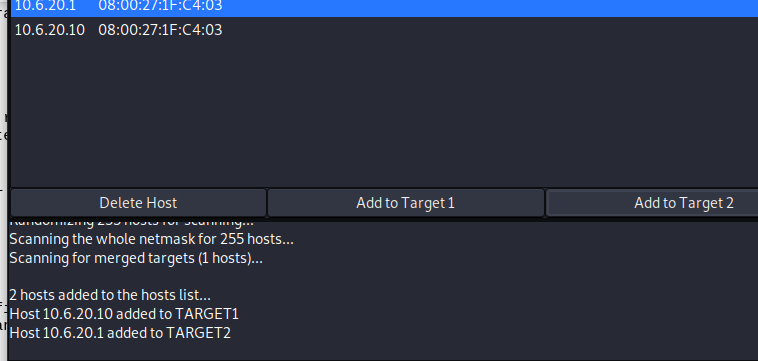 10.6.20.1 08:00:27:1F:C4:03
10.6.20.10 08:00:27:1F:C4:03
Delete Host Add to Target 1 Add to Target 2
Randomizing 255 hosts for scanning...
Scanning the whole netmask for 255 hosts...
Scanning for merged targets (1 hosts)...
2 hosts added to the hosts list...
Host 10.6.20.10 added to TARGET1
Host 10.6.20.1 added to TARGET2